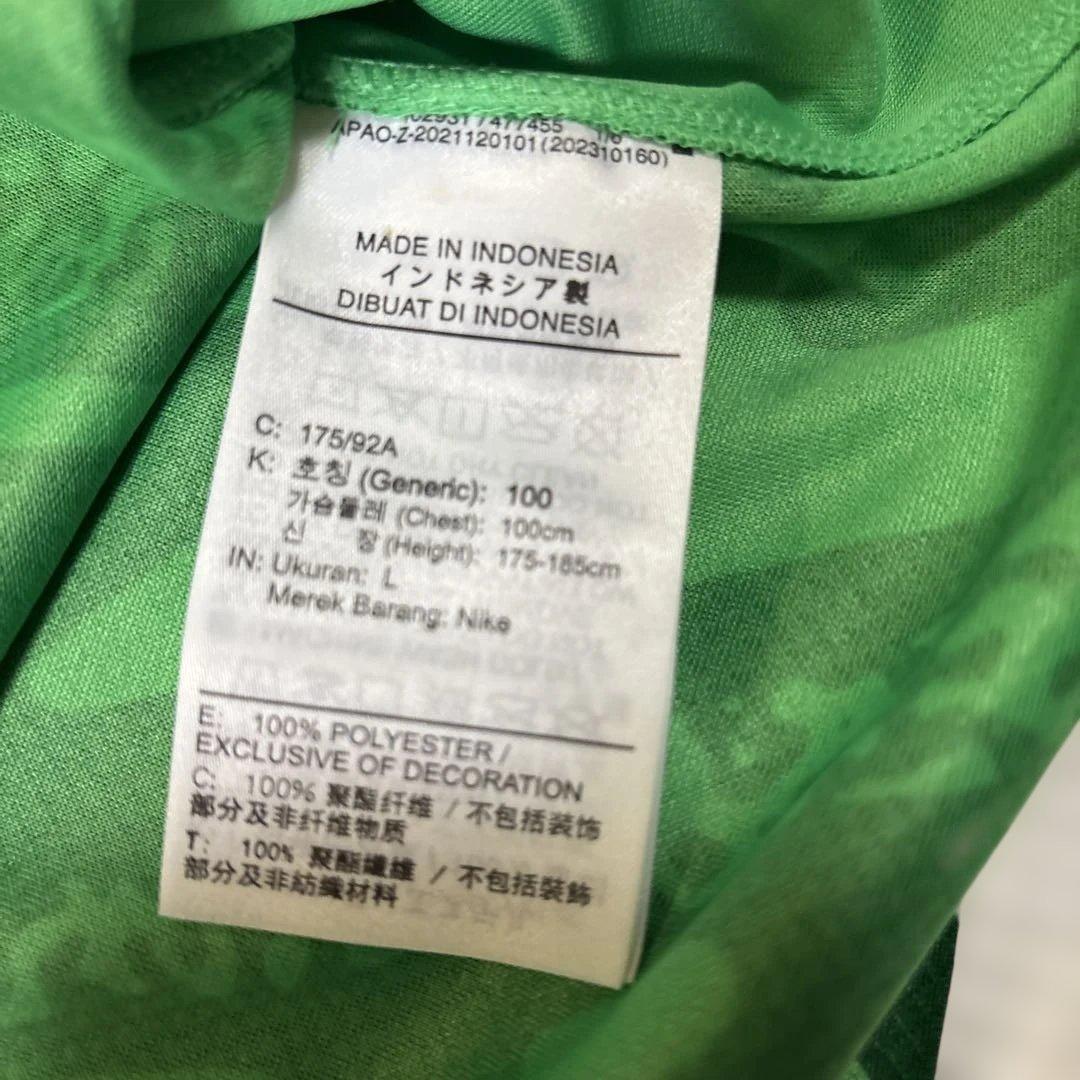 APAO-Z-2021120101(202310160)
MADE IN INDONESIA
インドネシア製
DIBUAT DI INDONESIA
C: 175/92A
K: 호칭 (Generic): 100
가슴둘레 (Chest): 100cm
신 장 (Height): 175-185cm
IN: Ukuran: L
Merek Barang: Nike
E: 100% POLYESTER /
EXCLUSIVE OF DECORATION
C: 100% 聚酯纤维 / 不包括装饰
部分及非纤维物质
T: 100% 聚酯纖維 / 不包括裝飾
部分及非紡織材料